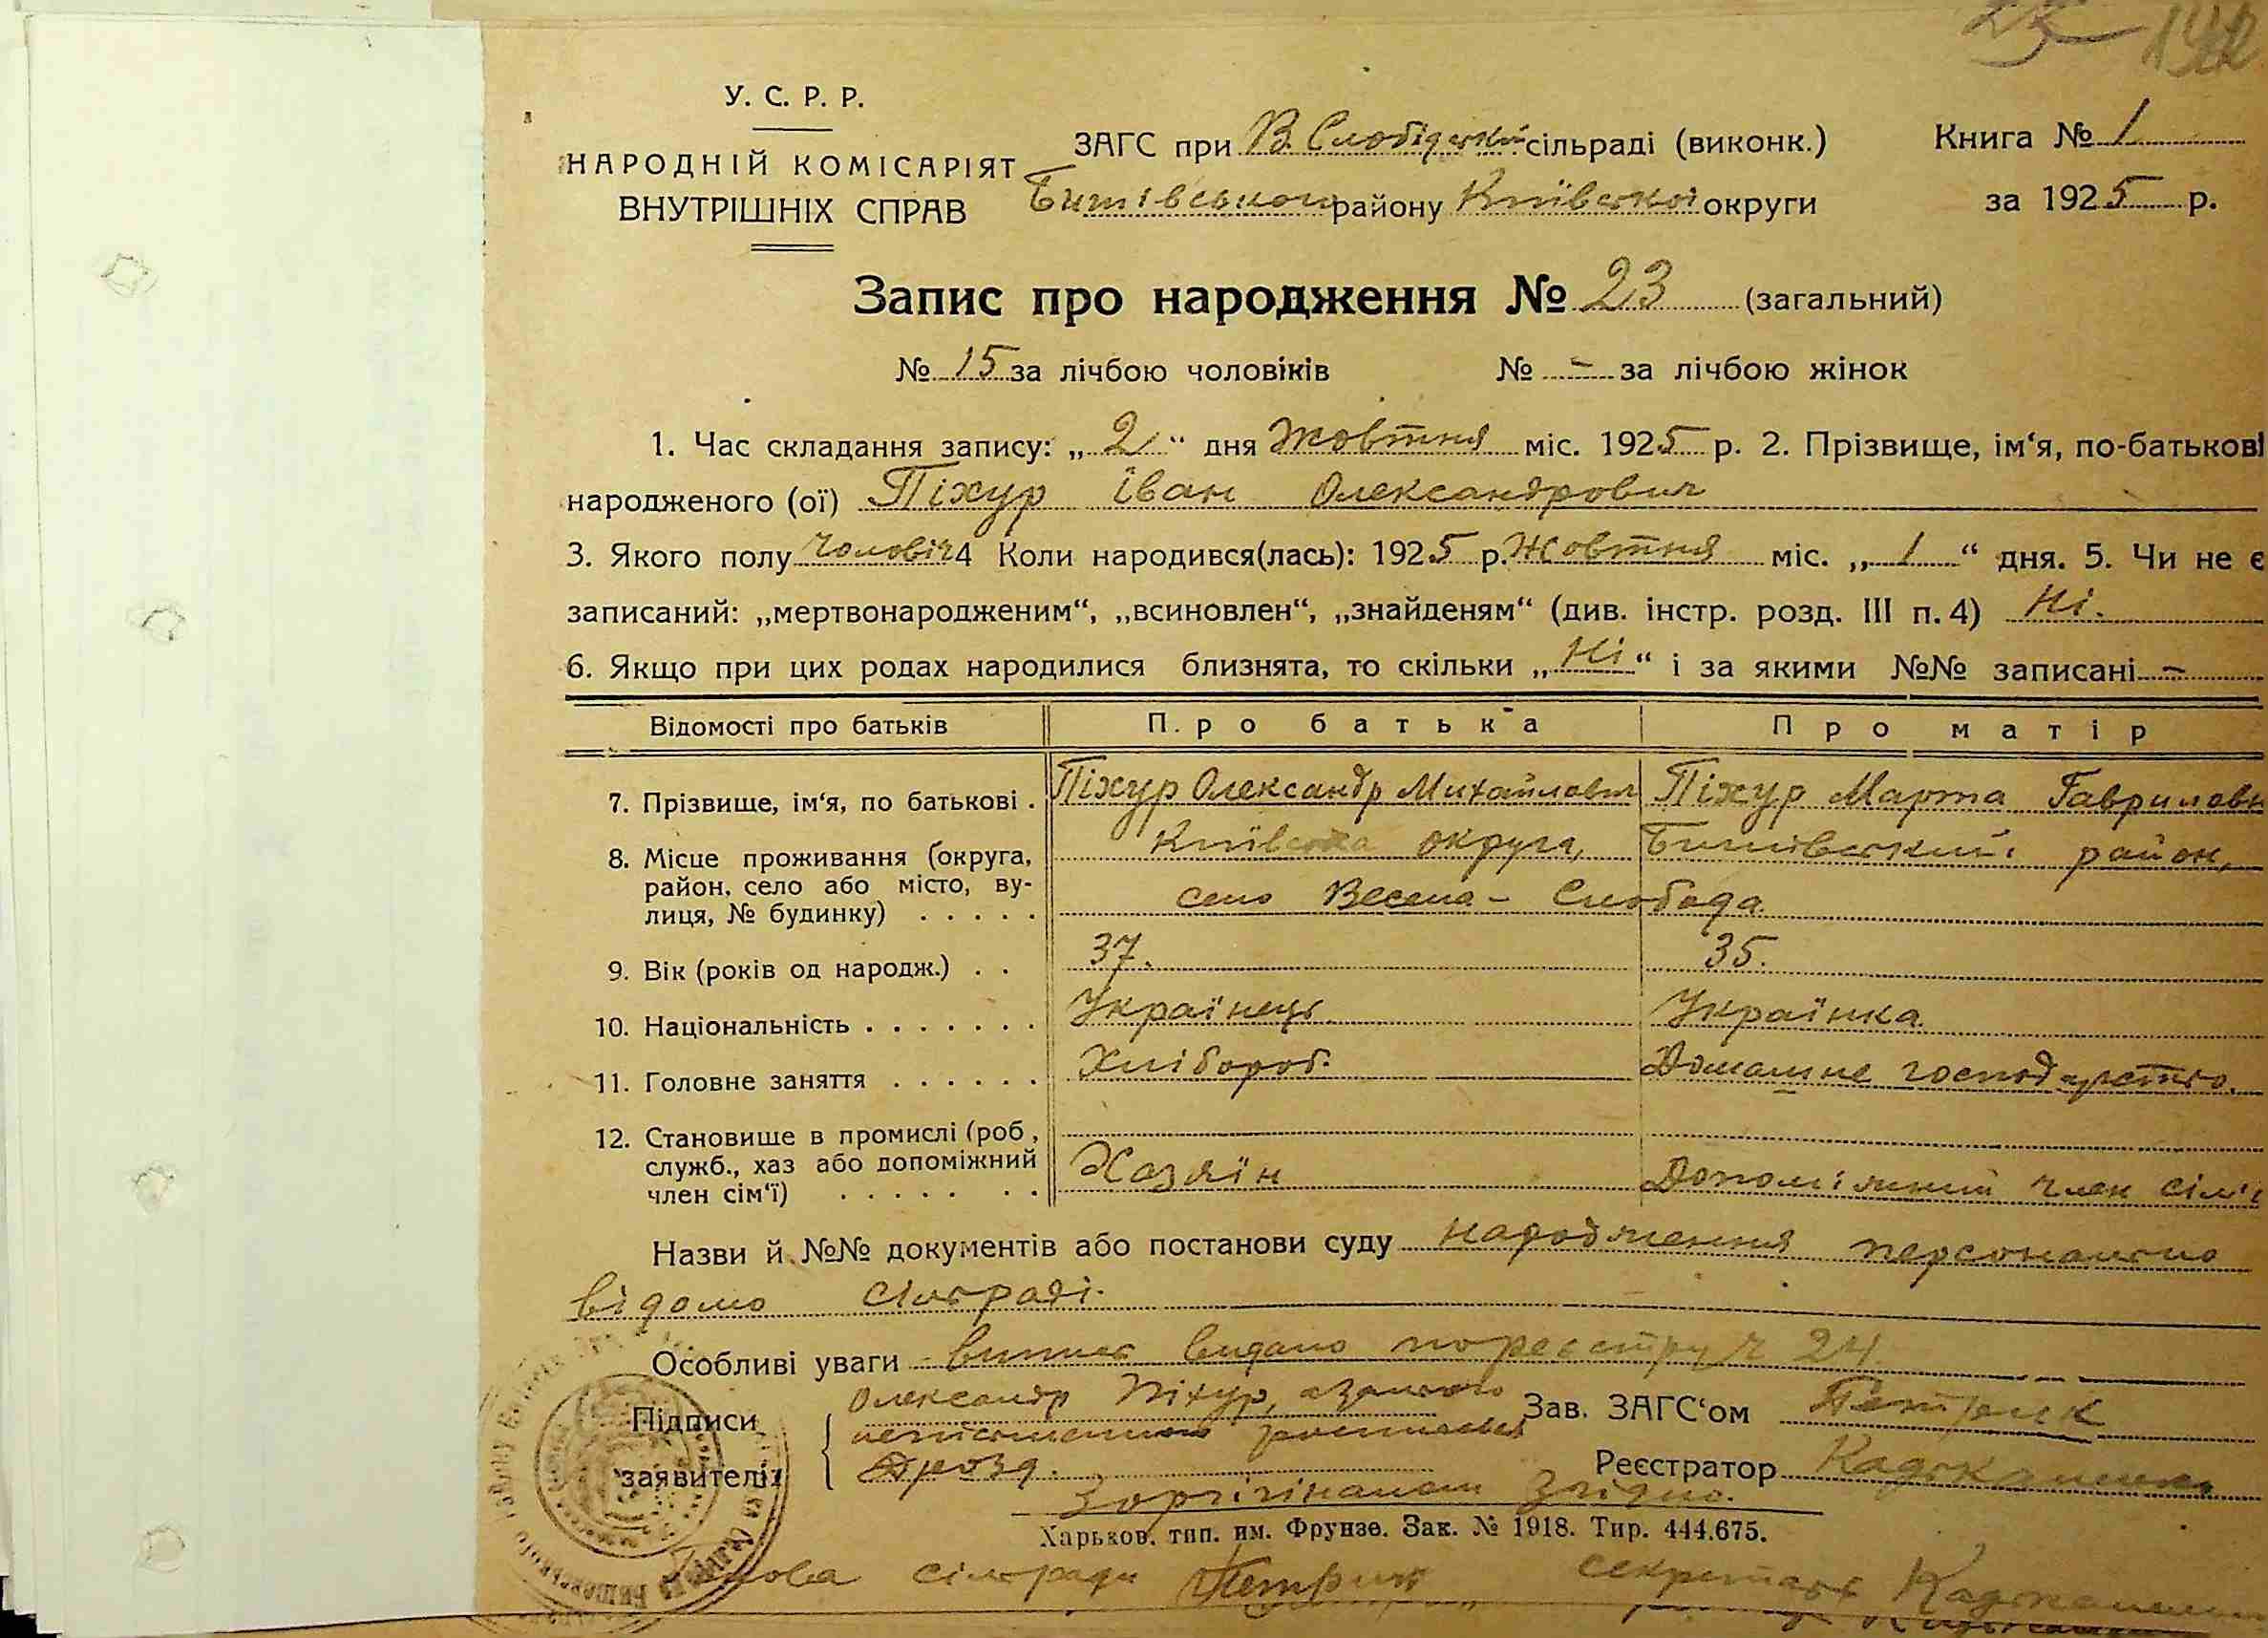 У. С. Р. Р.
НАРОДНІЙ КОМІСАРІЯТ
ВНУТРІШНІХ СПРАВ
ЗАГС при В. Слобідській сільраді (виконк.)
Бишівського району Київської округи
Книга № 1
за 1925 р.
Запис про народження № 23 (загальний)
№ 15 за лічбою чоловіків № – за лічбою жінок
1. Час складання запису: „2“ дня Жовтня міс. 1925 р. 2. Прізвище, ім‘я, по-батькові
народженого (ої) Піхур Іван Олександрович
3. Якого полу чоловіч 4 Коли народився(лась): 1925 р. Жовтня міс. „1“ дня. 5. Чи не є
записаний: „мертвонародженим“, „всиновлен“, „знайденям“ (див. інстр. розд. III п. 4) Ні.
6. Якщо при цих родах народилися близнята, то скільки „Ні“ і за якими №№ записані –
Відомості про батьків Про батька Про матір
7. Прізвище, ім‘я, по батькові . Піхур Олександр Михайлович Піхур Марта Гавриловн
8. Місце проживання (округа, район, село або місто, вулиця, № будинку) . . . . . Київська округа, Бишівський район,
село Весела – Слобода
9. Вік (років од народж.) . . 37. 35.
10. Національність . . . . . . . Українець Українка
11. Головне заняття . . . . . . Хлібороб. Домашнє господарство.
12. Становище в промислі (роб, служб., хаз або допоміжний член сім‘ї) . . . . . . . Хазяїн Допоміжний член сім'ї
Назви й №№ документів або постанови суду народження персонально
відомо сільраді.
Особливі уваги випис видано по реєстру ч 24
Підписи заявителів Олександр Піхур, а за нього
неписьменного розписався
Дрозд.
Зав. ЗАГС‘ом Петрик
Реєстратор
З оригіналом згідно.
Харьков, тип. им. Фрунзе. Зак. № 1918. Тир. 444.675.
Голова сільради Петрик секретарь